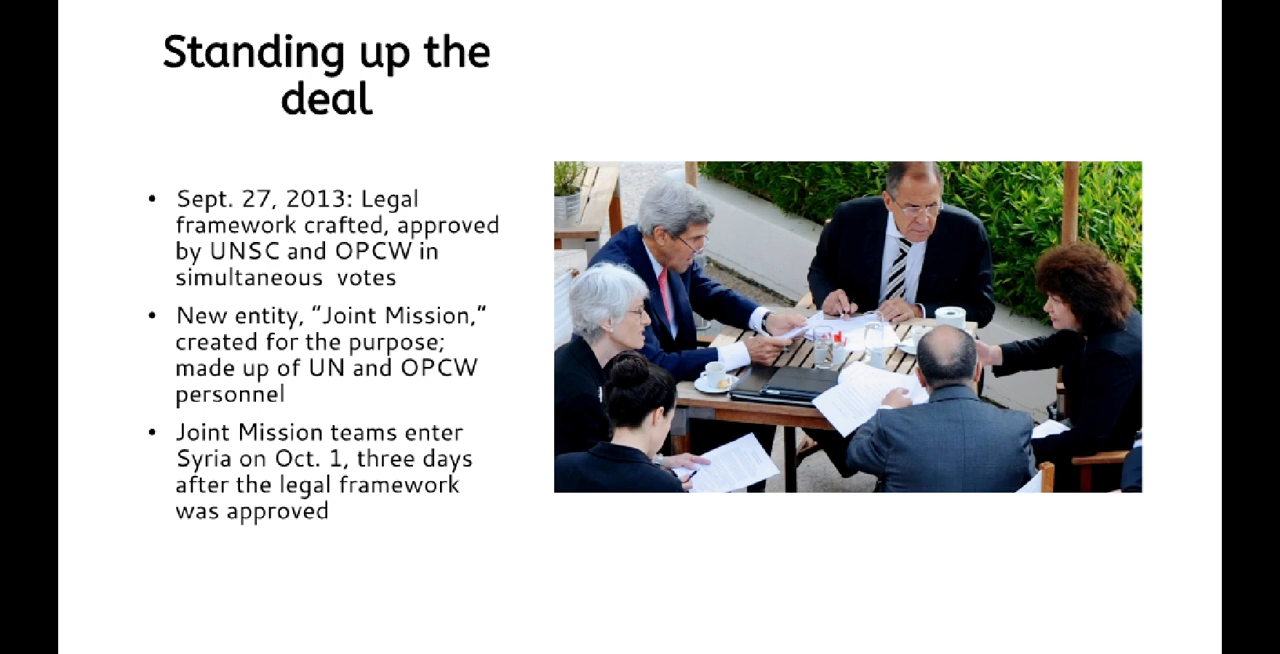 Standing up the
deal
• Sept. 27, 2013: Legal
framework crafted, approved
by UNSC and OPCW in
simultaneous  votes
• New entity, “Joint Mission,”
created for the purpose;
made up of UN and OPCW
personnel
• Joint Mission teams enter
Syria on Oct. 1, three days
after the legal framework
was approved